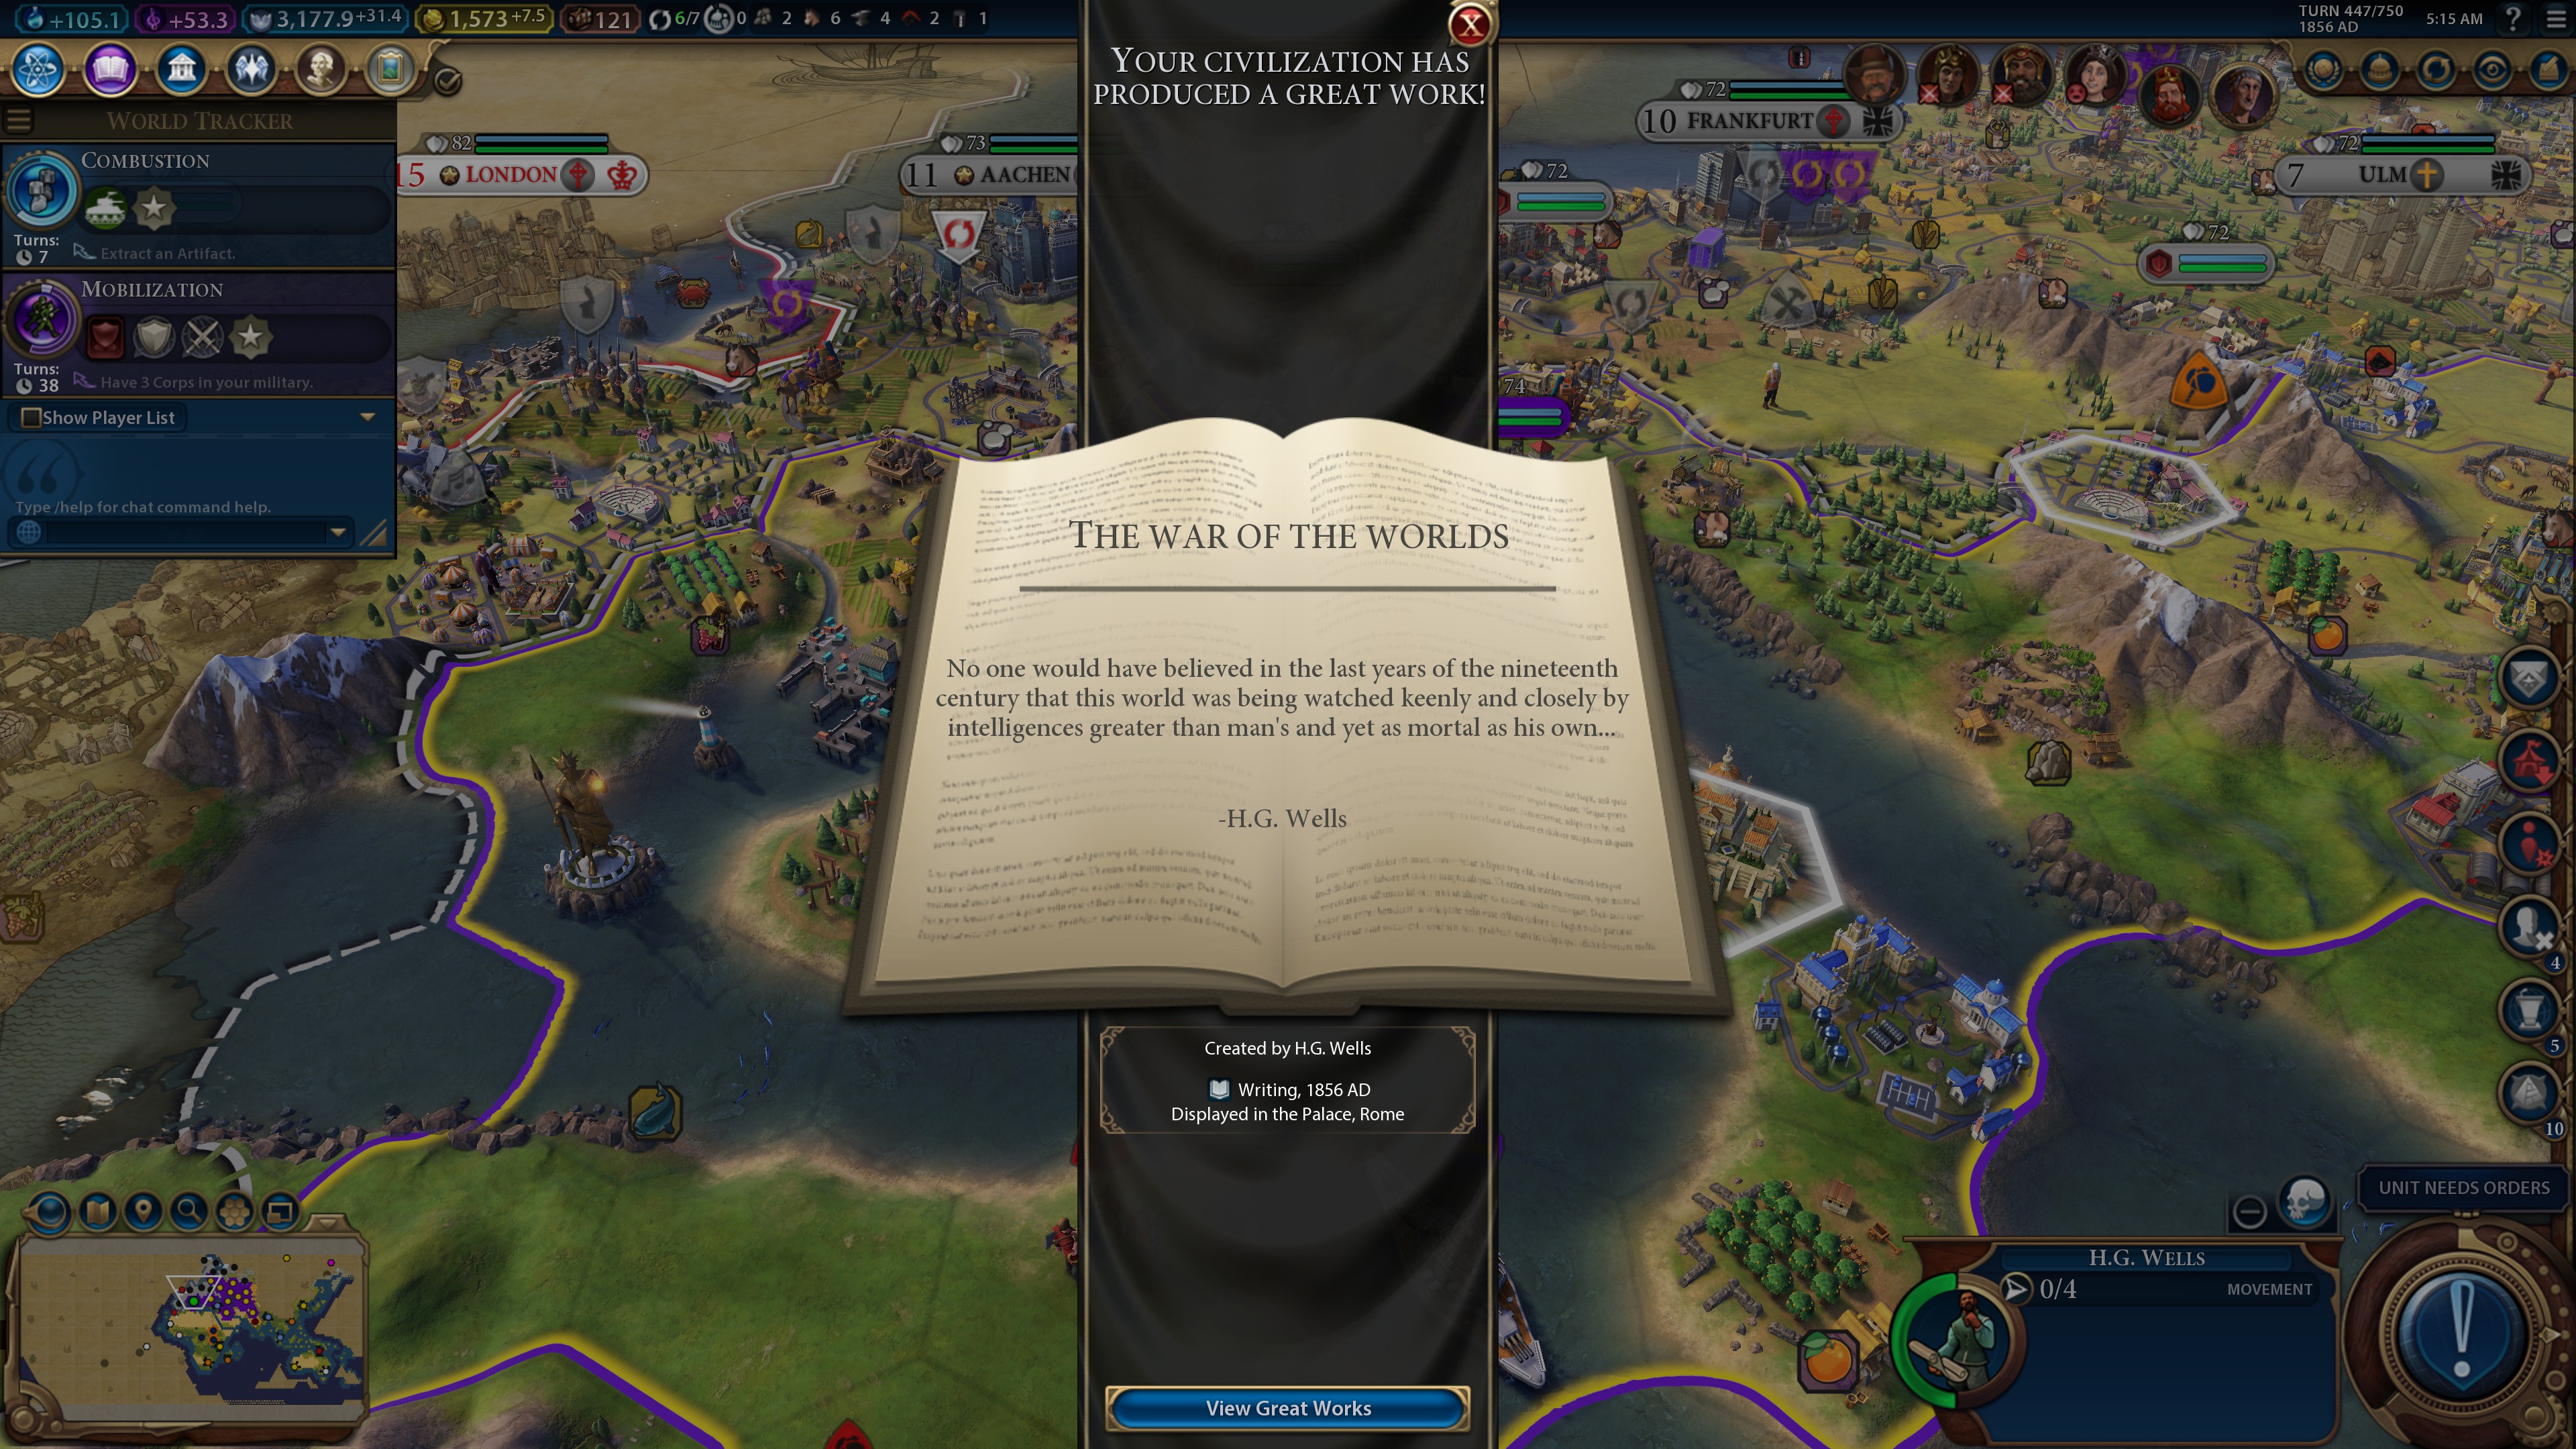 +105.1
+53.3
3,177.9 +31.4
1,573 +7.5
121
6/7
0
2
6
4
2
1
TURN 447/750
1856 AD
5:15 AM
?
WORLD TRACKER
COMBUSTION
Turns:
7
Extract an Artifact.
MOBILIZATION
Turns:
38
Have 3 Corps in your military.
Show Player List
Type /help for chat command help.
82
15 LONDON
73
11 AACHEN
X
YOUR CIVILIZATION HAS
PRODUCED A GREAT WORK!
72
10 FRANKFURT
72
72
7 ULM
72
74
THE WAR OF THE WORLDS
No one would have believed in the last years of the nineteenth
century that this world was being watched keenly and closely by
intelligences greater than man's and yet as mortal as his own...
-H.G. Wells
Created by H.G. Wells
Writing, 1856 AD
Displayed in the Palace, Rome
View Great Works
4
5
10
UNIT NEEDS ORDERS
H.G. WELLS
0/4
MOVEMENT